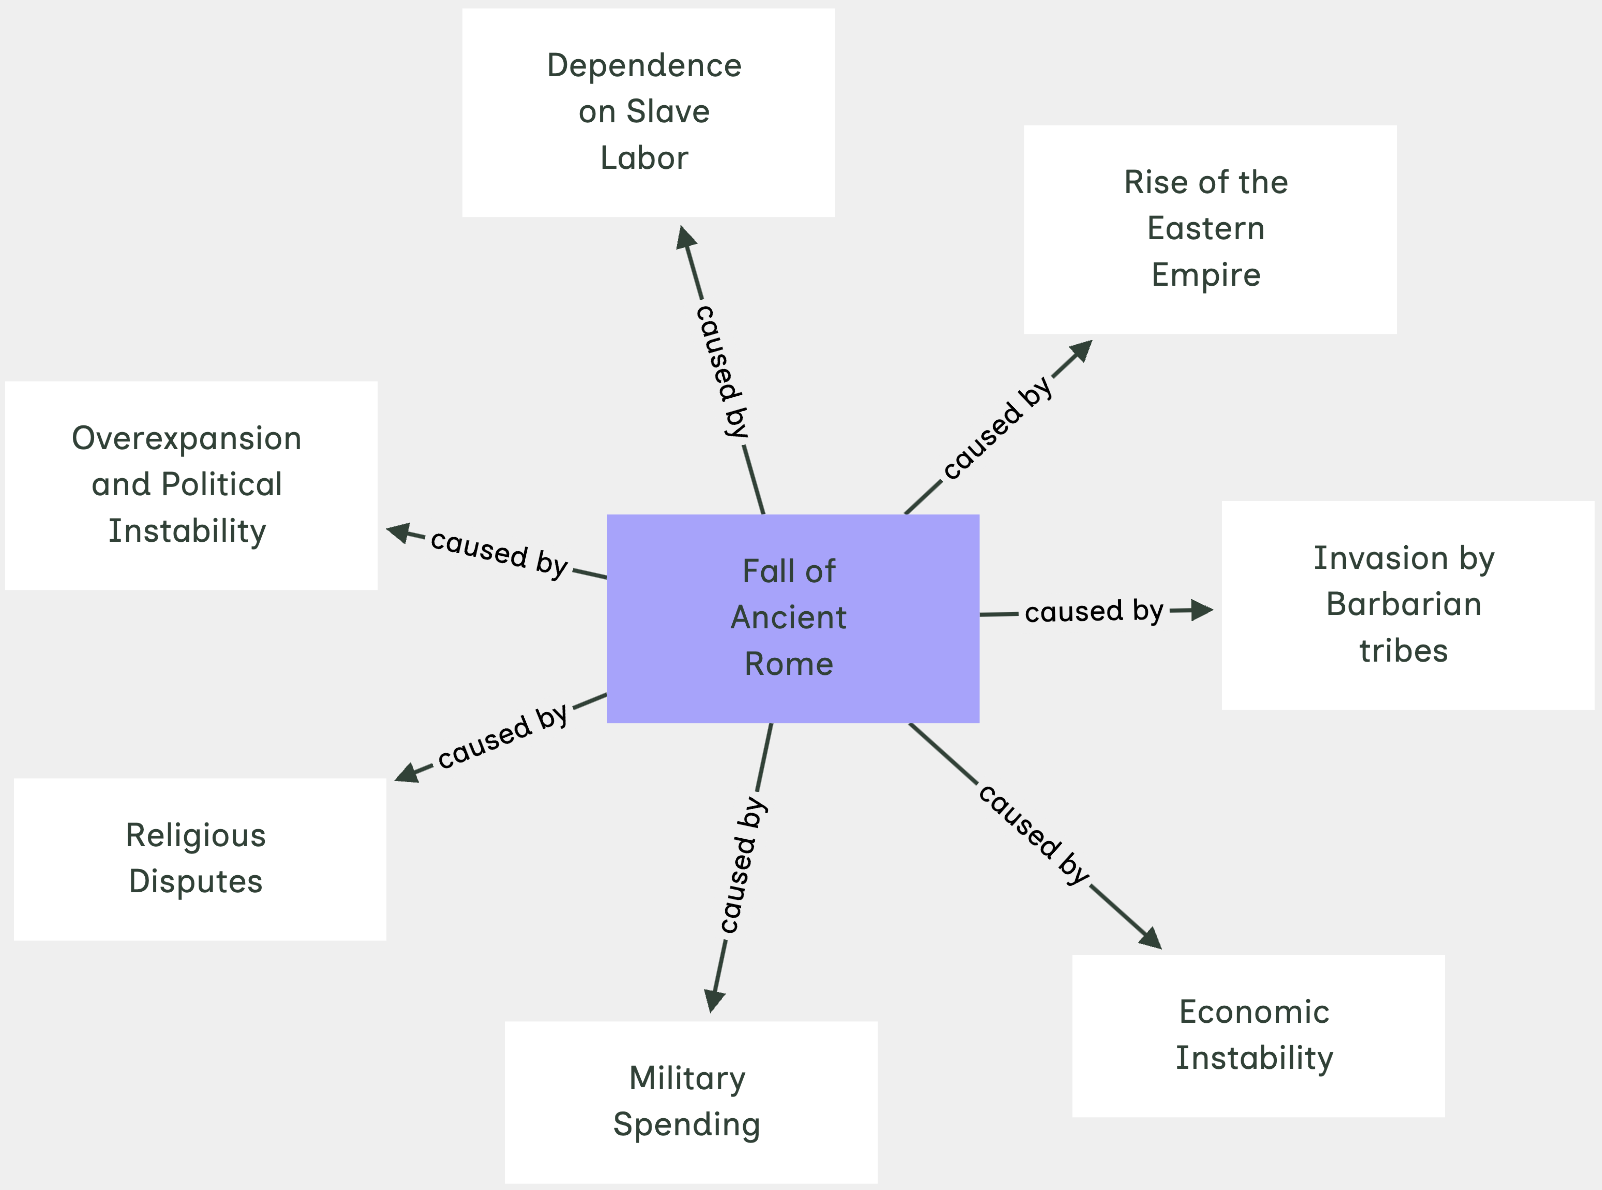 Dependence
on Slave
Labor
Rise of the
Eastern
Empire
caused by
caused by
Overexpansion
and Political
Instability
caused by
Fall of
Ancient
Rome
caused by
Invasion by
Barbarian
tribes
caused by
Religious
Disputes
caused by
caused by
Military
Spending
Economic
Instability